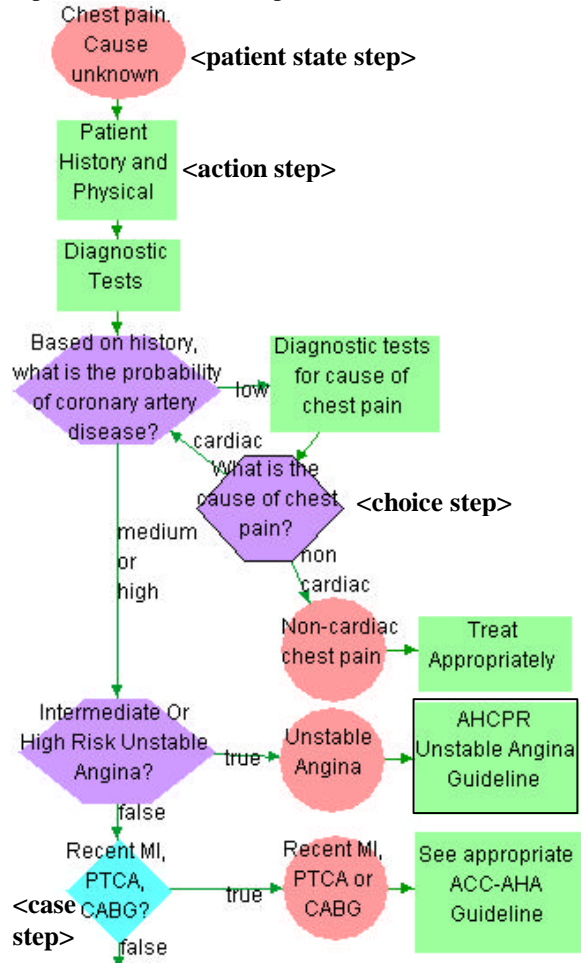 Chest pain.
Cause
unknown
<patient state step>
Patient
History and
Physical
<action step>
Diagnostic
Tests
Based on history,
what is the probability
of coronary artery
disease?
low
Diagnostic tests
for cause of
chest pain
cardiac
What is the
cause of chest
pain?
<choice step>
medium
or
high
non
cardiac
Non-cardiac
chest pain
Treat
Appropriately
Intermediate Or
High Risk Unstable
Angina?
true
Unstable
Angina
AHCPR
Unstable Angina
Guideline
false
Recent MI,
PTCA,
CABG?
<case
step>
true
Recent MI,
PTCA or
CABG
See appropriate
ACC-AHA
Guideline
false